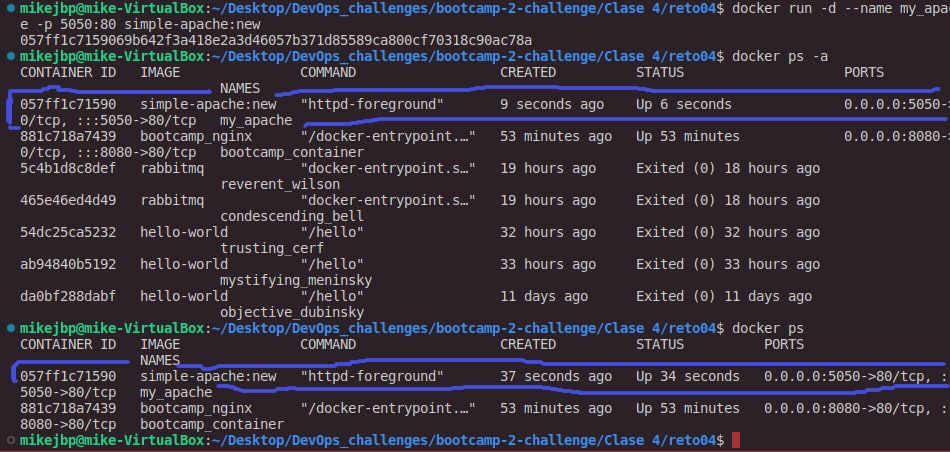 mikejbp@mike-VirtualBox:~/Desktop/DevOps_challenges/bootcamp-2-challenge/Clase 4/reto04$ docker run -d --name my_apac
e -p 5050:80 simple-apache:new
057ff1c7159069b642f3a418e2a3d46057b371d85589ca800cf70318c90ac78a
mikejbp@mike-VirtualBox:~/Desktop/DevOps_challenges/bootcamp-2-challenge/Clase 4/reto04$ docker ps -a
CONTAINER ID   IMAGE               COMMAND                  CREATED          STATUS                    PORTS
                         NAMES
057ff1c71590   simple-apache:new   "httpd-foreground"       9 seconds ago    Up 6 seconds              0.0.0.0:5050->
0/tcp, :::5050->80/tcp   my_apache
881c718a7439   bootcamp_nginx      "/docker-entrypoint.…"   53 minutes ago   Up 53 minutes             0.0.0.0:8080->
0/tcp, :::8080->80/tcp   bootcamp_container
5c4b1d8c8def   rabbitmq            "docker-entrypoint.s…"   19 hours ago     Exited (0) 18 hours ago
                         reverent_wilson
465e46ed4d49   rabbitmq            "docker-entrypoint.s…"   19 hours ago     Exited (0) 18 hours ago
                         condescending_bell
54dc25ca5232   hello-world         "/hello"                 32 hours ago     Exited (0) 32 hours ago
                         trusting_cerf
ab94840b5192   hello-world         "/hello"                 33 hours ago     Exited (0) 33 hours ago
                         mystifying_meninsky
da0bf288dabf   hello-world         "/hello"                 11 days ago      Exited (0) 11 days ago
                         objective_dubinsky
mikejbp@mike-VirtualBox:~/Desktop/DevOps_challenges/bootcamp-2-challenge/Clase 4/reto04$ docker ps
CONTAINER ID   IMAGE               COMMAND                  CREATED          STATUS          PORTS
               NAMES
057ff1c71590   simple-apache:new   "httpd-foreground"       37 seconds ago   Up 34 seconds   0.0.0.0:5050->80/tcp, :
5050->80/tcp   my_apache
881c718a7439   bootcamp_nginx      "/docker-entrypoint.…"   53 minutes ago   Up 53 minutes   0.0.0.0:8080->80/tcp, :
8080->80/tcp   bootcamp_container
mikejbp@mike-VirtualBox:~/Desktop/DevOps_challenges/bootcamp-2-challenge/Clase 4/reto04$